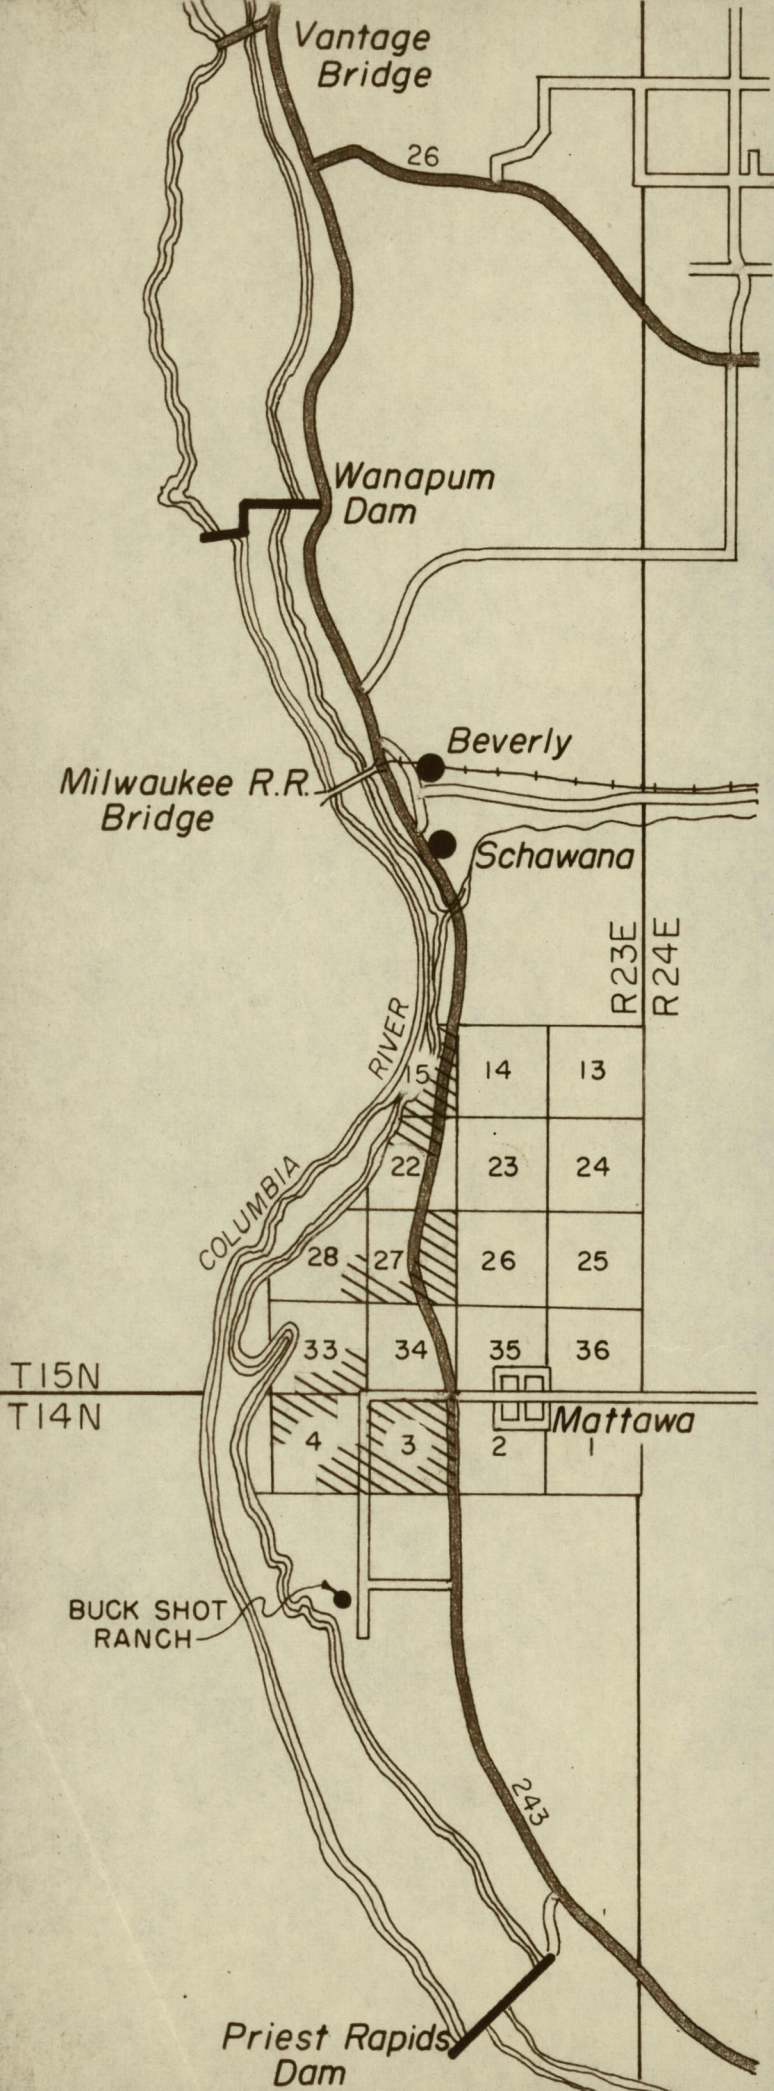 Vantage
Bridge
26
Wanapum
Dam
Beverly
Milwaukee R.R.
Bridge
Schawana
R23E
R24E
RIVER
15
14
13
22
23
24
COLUMBIA
28
27
26
25
33
34
35
36
T15N
T14N
Mattawa
4
3
2
1
BUCK SHOT
RANCH
243
Priest Rapids
Dam